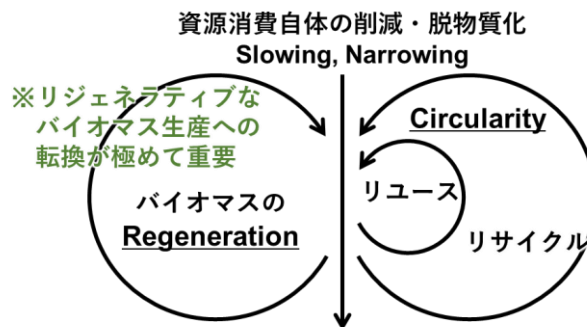 資源消費自体の削減・脱物質化
Slowing, Narrowing
※リジェネラティブな
バイオマス生産への
転換が極めて重要
バイオマスの
Regeneration
Circularity
リユース
リサイクル